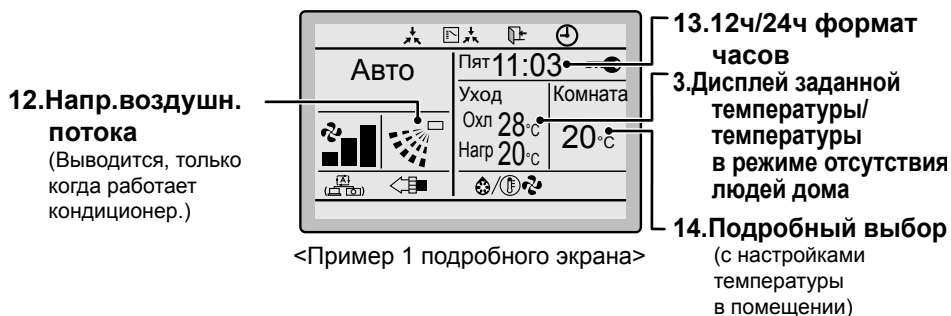 12.Напр.воздушн.
потока
(Выводится, только
когда работает
кондиционер.)
Авто
Пят 11:03
Уход
Комната
Охл 28°C
20°C
Нагр 20°C
<Пример 1 подробного экрана>
13.12ч/24ч формат
часов
3.Дисплей заданной
температуры/
температуры
в режиме отсутствия
людей дома
14.Подробный выбор
(с настройками
температуры
в помещении)